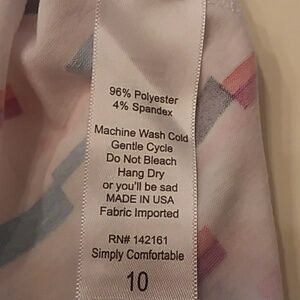 96% Polyester
4% Spandex
Machine Wash Cold
Gentle Cycle
Do Not Bleach
Hang Dry
or you'll be sad
MADE IN USA
Fabric Imported
RN# 142161
Simply Comfortable
10